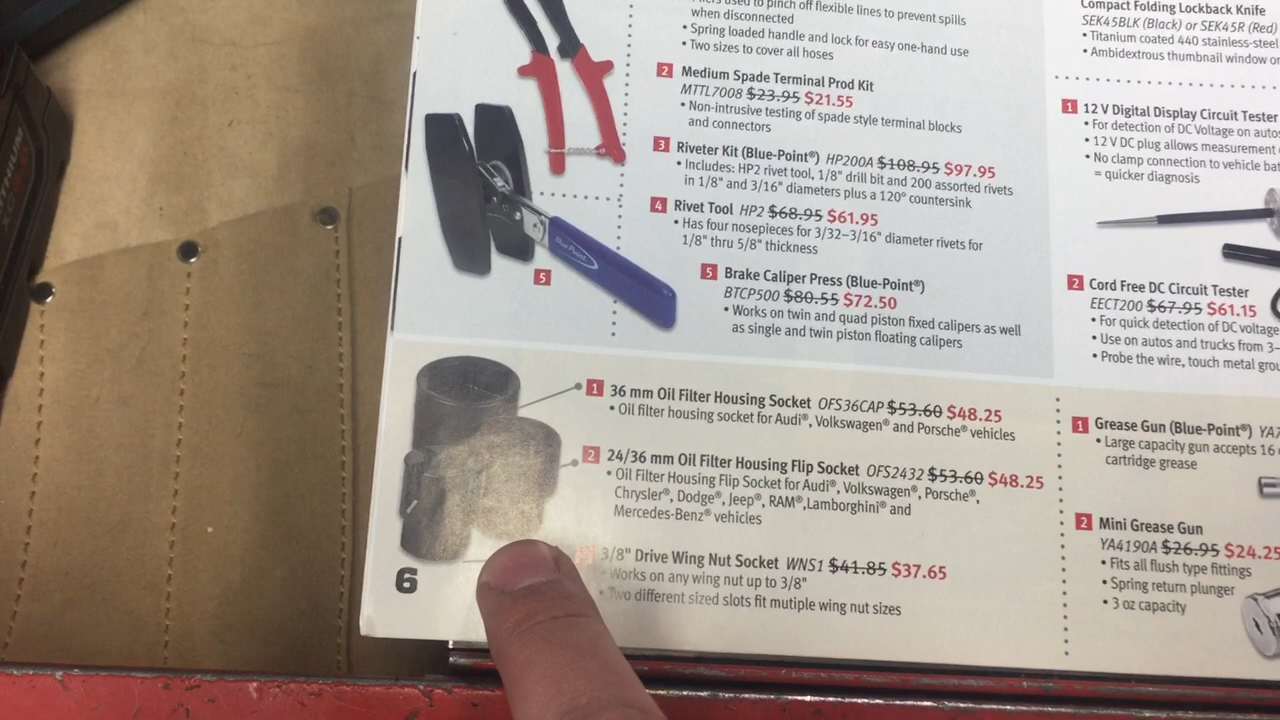 used to pinch off flexible lines to prevent spills
when disconnected
• Spring loaded handle and lock for easy one-hand use
• Two sizes to cover all hoses
2 Medium Spade Terminal Prod Kit
MTTL7008 $23.95 $21.55
• Non-intrusive testing of spade style terminal blocks
and connectors
3 Riveter Kit (Blue-Point®) HP200A $108.95 $97.95
• Includes: HP2 rivet tool, 1/8" drill bit and 200 assorted rivets
in 1/8" and 3/16" diameters plus a 120° countersink
4 Rivet Tool HP2 $68.95 $61.95
• Has four nosepieces for 3/32–3/16" diameter rivets for
1/8" thru 5/8" thickness
5 Brake Caliper Press (Blue-Point®)
BTCP500 $80.55 $72.50
• Works on twin and quad piston fixed calipers as well
as single and twin piston floating calipers
Blue-Point
5
1 36 mm Oil Filter Housing Socket OFS36CAP $53.60 $48.25
• Oil filter housing socket for Audi®, Volkswagen® and Porsche® vehicles
2 24/36 mm Oil Filter Housing Flip Socket OFS2432 $53.60 $48.25
• Oil Filter Housing Flip Socket for Audi®, Volkswagen®, Porsche®,
Chrysler®, Dodge®, Jeep®, RAM®,Lamborghini® and
Mercedes-Benz® vehicles
3/8" Drive Wing Nut Socket WNS1 $41.85 $37.65
Works on any wing nut up to 3/8"
• Two different sized slots fit mutiple wing nut sizes
6
Compact Folding Lockback Knife
SEK45BLK (Black) or SEK45R (Red)
• Titanium coated 440 stainless-steel
• Ambidextrous thumbnail window or
1 12 V Digital Display Circuit Tester
• For detection of DC Voltage on auto
• 12 V DC plug allows measurement
• No clamp connection to vehicle bat
= quicker diagnosis
2 Cord Free DC Circuit Tester
EECT200 $67.95 $61.15
• For quick detection of DC voltage
• Use on autos and trucks from 3–
• Probe the wire, touch metal grou
1 Grease Gun (Blue-Point®) YA7
• Large capacity gun accepts 16
cartridge grease
2 Mini Grease Gun
YA4190A $26.95 $24.25
• Fits all flush type fittings
• Spring return plunger
• 3 oz capacity